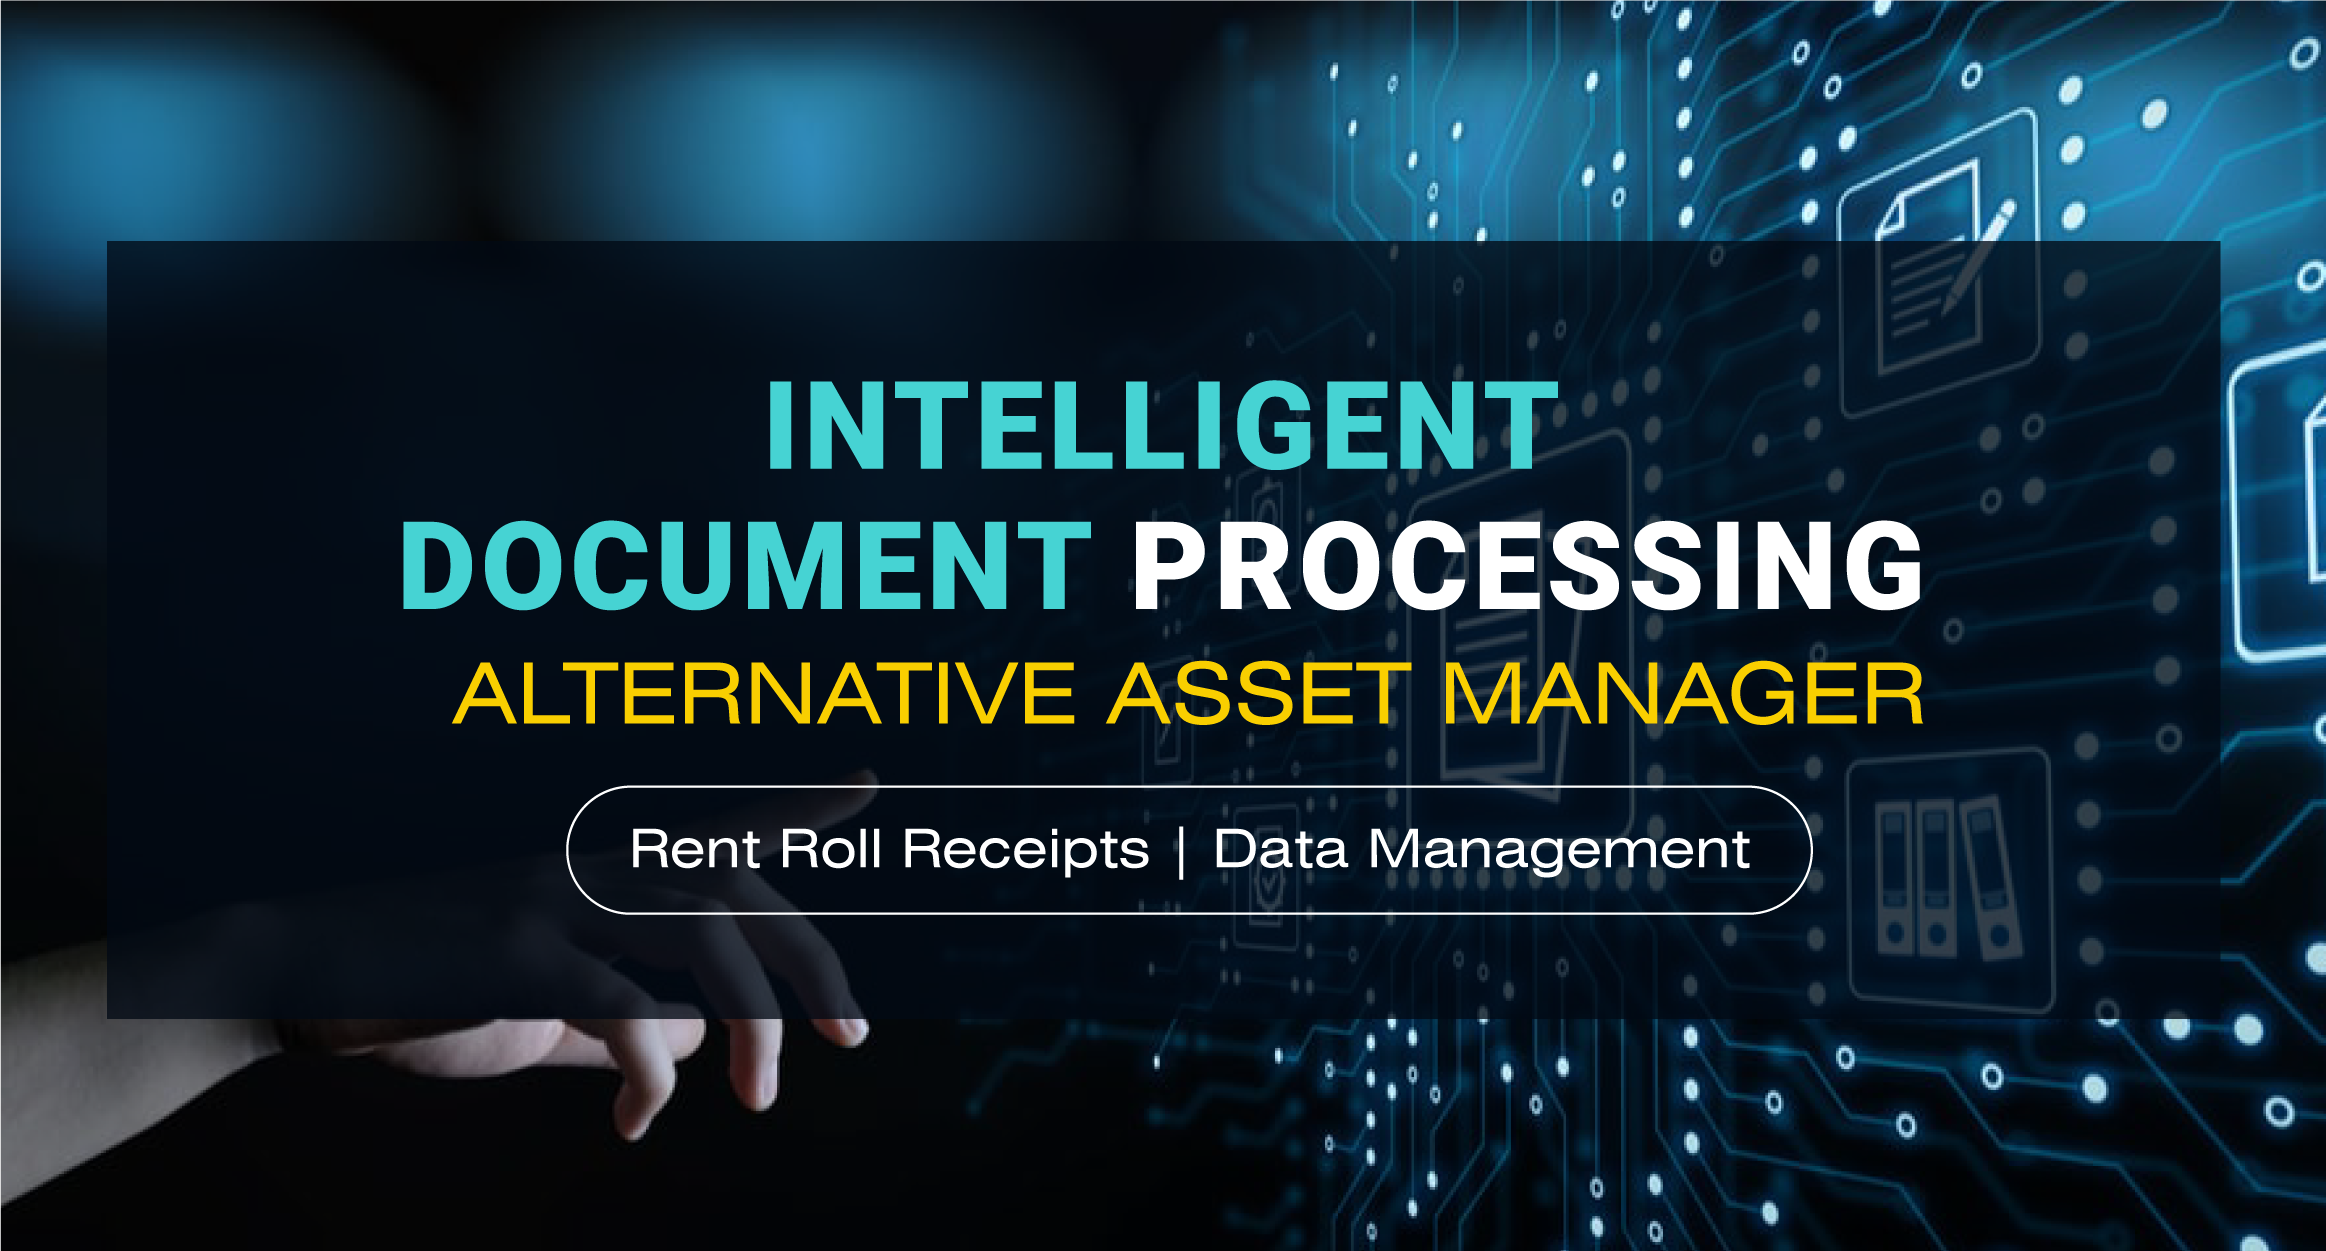 INTELLIGENT
DOCUMENT PROCESSING
ALTERNATIVE ASSET MANAGER
Rent Roll Receipts | Data Management